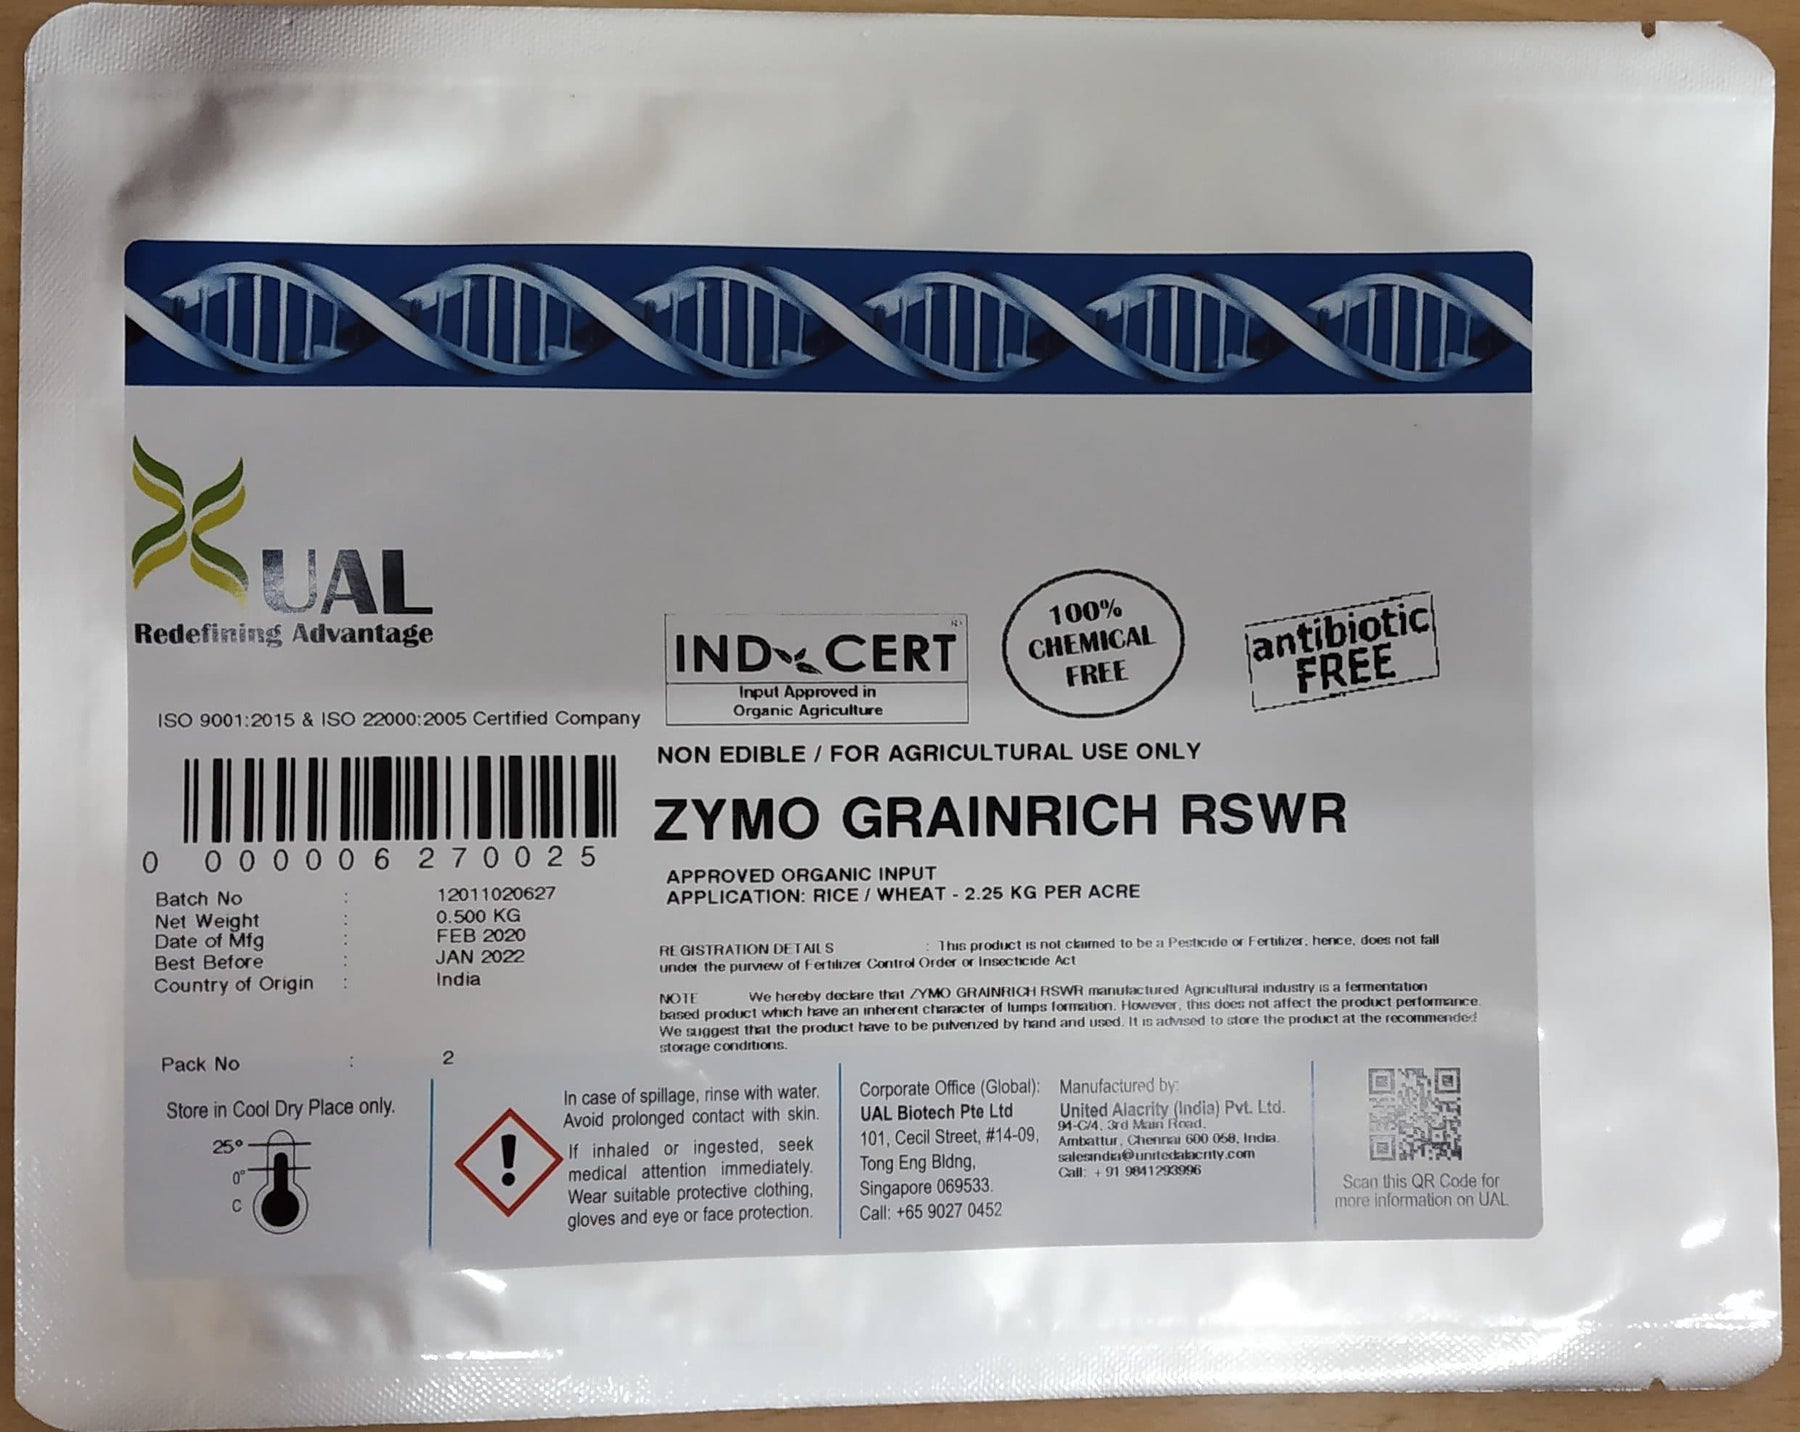 UAL
Redefining Advantage
ISO 9001:2015 & ISO 22000:2005 Certified Company
IND CERT
Input Approved in
Organic Agriculture
100%
CHEMICAL
FREE
antibiotic
FREE
NON EDIBLE / FOR AGRICULTURAL USE ONLY
ZYMO GRAINRICH RSWR
APPROVED ORGANIC INPUT
APPLICATION: RICE / WHEAT - 2.25 KG PER ACRE
0 000006270025
Batch No : 12011020627
Net Weight : 0.500 KG
Date of Mfg : FEB 2020
Best Before : JAN 2022
Country of Origin : India
Pack No : 2
REGISTRATION DETAILS : This product is not claimed to be a Pesticide or Fertilizer, hence, does not fall
under the purview of Fertilizer Control Order or Insecticide Act
NOTE We hereby declare that ZYMO GRAINRICH RSWR manufactured Agricultural industry is a fermentation
based product which have an inherent character of lumps formation. However, this does not affect the product performance.
We suggest that the product have to be pulverized by hand and used. It is advised to store the product at the recommended
storage conditions.
Store in Cool Dry Place only.
25°
0°
C
In case of spillage, rinse with water.
Avoid prolonged contact with skin.
If inhaled or ingested, seek
medical attention immediately.
Wear suitable protective clothing,
gloves and eye or face protection.
Corporate Office (Global):
UAL Biotech Pte Ltd
101, Cecil Street, #14-09,
Tong Eng Bldng,
Singapore 069533.
Call: +65 9027 0452
Manufactured by:
United Alacrity (India) Pvt. Ltd.
94-C/4, 3rd Main Road,
Ambattur, Chennai 600 058, India.
salesindia@unitedalacrity.com
Call: + 91 9841293996
Scan this QR Code for
more information on UAL